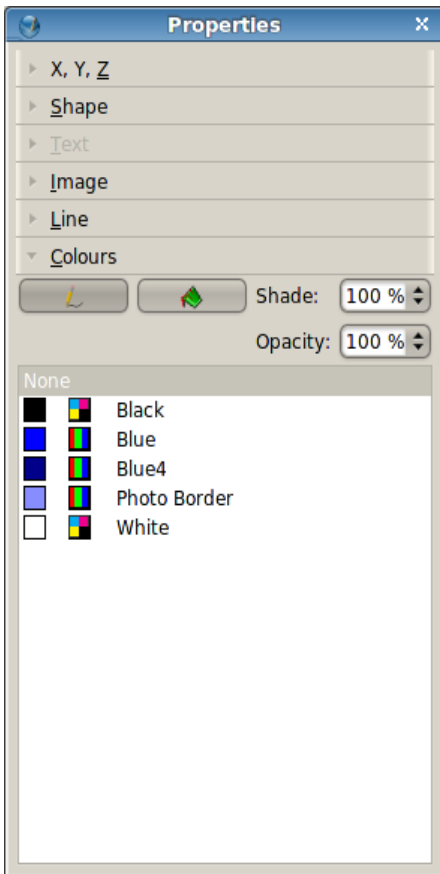 Properties
X, Y, Z
Shape
Text
Image
Line
Colours
Shade: 100 %
Opacity: 100 %
None
Black
Blue
Blue4
Photo Border
White